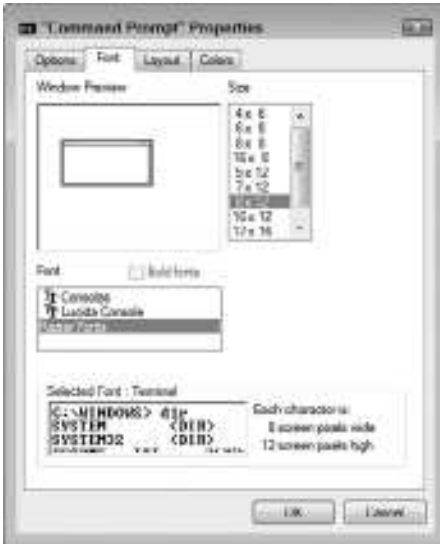 "Command Prompt" Properties
Options Font Layout Colors
Window Preview
Size
4 x 6
6 x 8
8 x 8
16 x 8
5 x 12
7 x 12
8 x 12
16 x 12
12 x 16
Font
Bold fonts
Consolas
Lucida Console
Raster Fonts
Selected Font : Terminal
C:\WINDOWS> dir
SYSTEM <DIR>
SYSTEM32 <DIR>
Each character is:
8 screen pixels wide
12 screen pixels high
OK Cancel